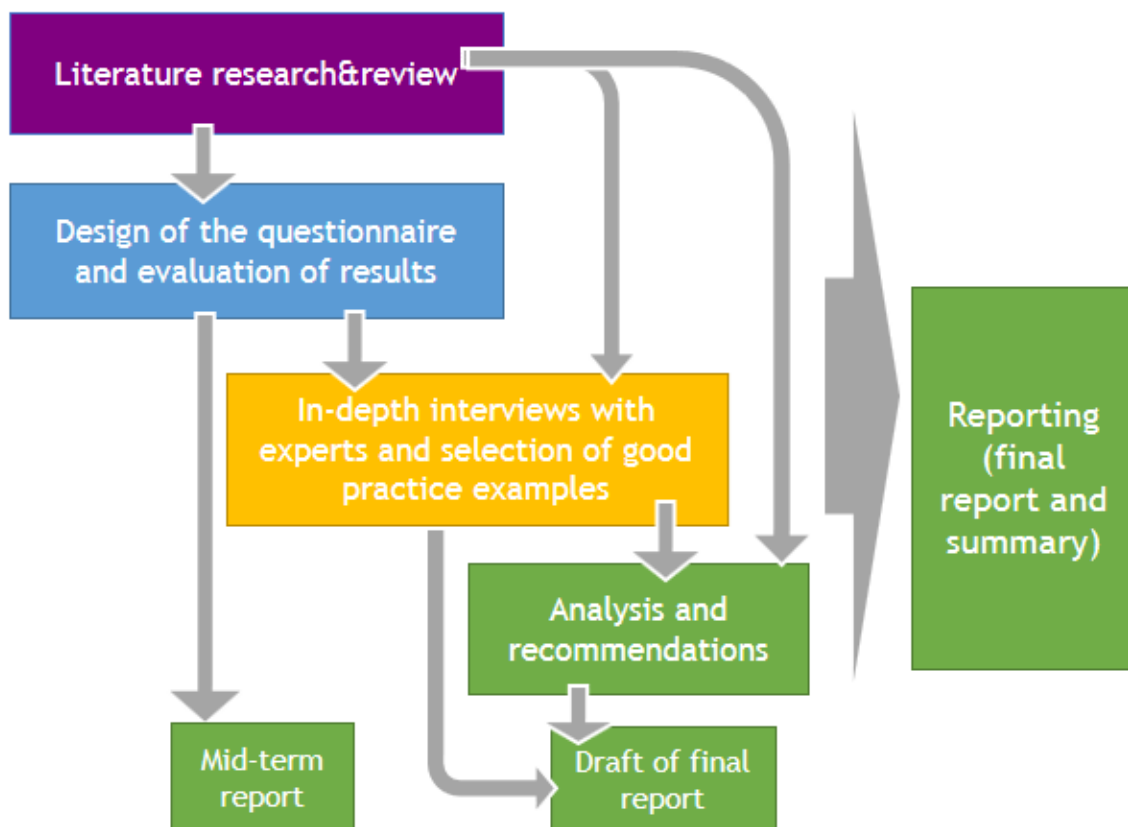 Literature research&review
Design of the questionnaire
and evaluation of results
In-depth interviews with
experts and selection of good
practice examples
Analysis and
recommendations
Mid-term
report
Draft of final
report
Reporting
(final
report and
summary)